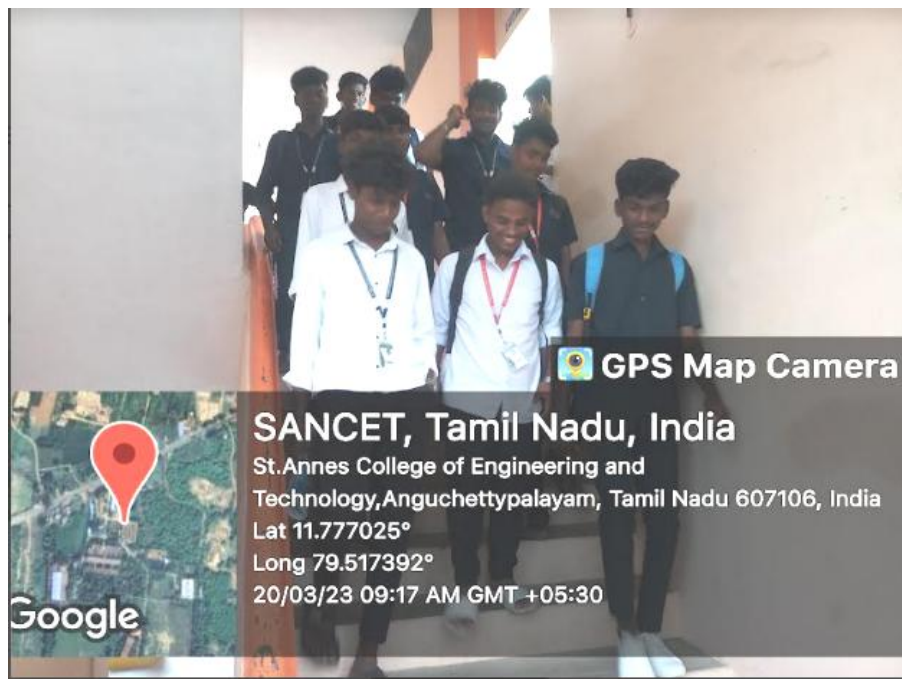 GPS Map Camera
SANCET, Tamil Nadu, India
St.Annes College of Engineering and
Technology,Anguchettypalayam, Tamil Nadu 607106, India
Lat 11.777025°
Long 79.517392°
20/03/23 09:17 AM GMT +05:30
Google